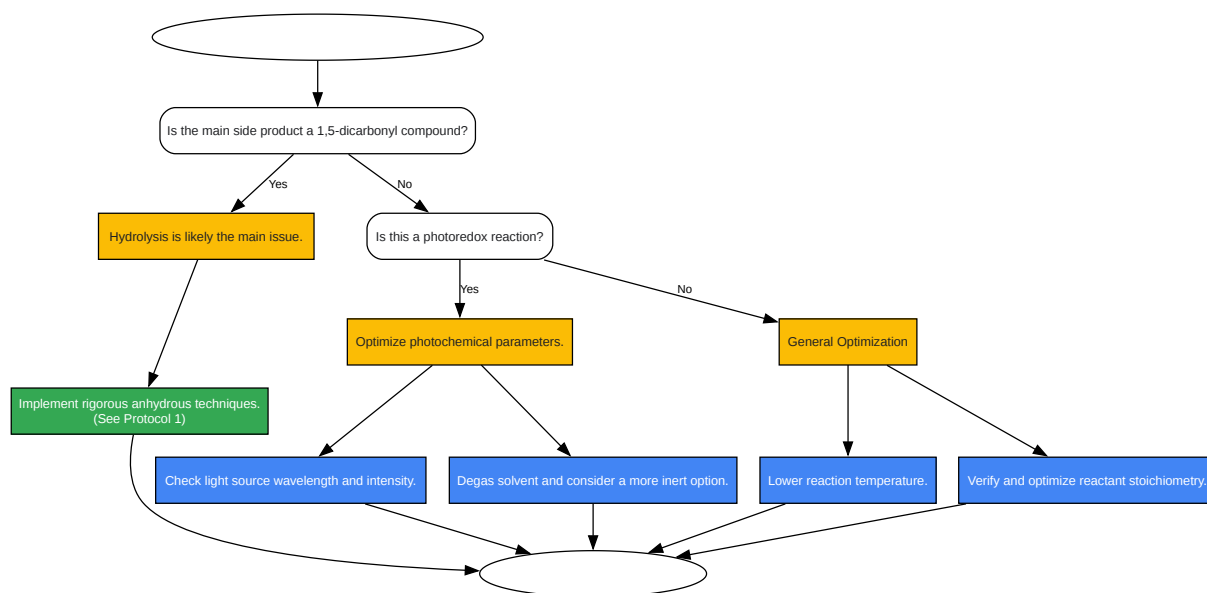 Is the main side product a 1,5-dicarbonyl compound?
Yes
No
Hydrolysis is likely the main issue.
Is this a photoredox reaction?
Yes
No
Optimize photochemical parameters.
General Optimization
Implement rigorous anhydrous techniques.
(See Protocol 1)
Check light source wavelength and intensity.
Degas solvent and consider a more inert option.
Lower reaction temperature.
Verify and optimize reactant stoichiometry.